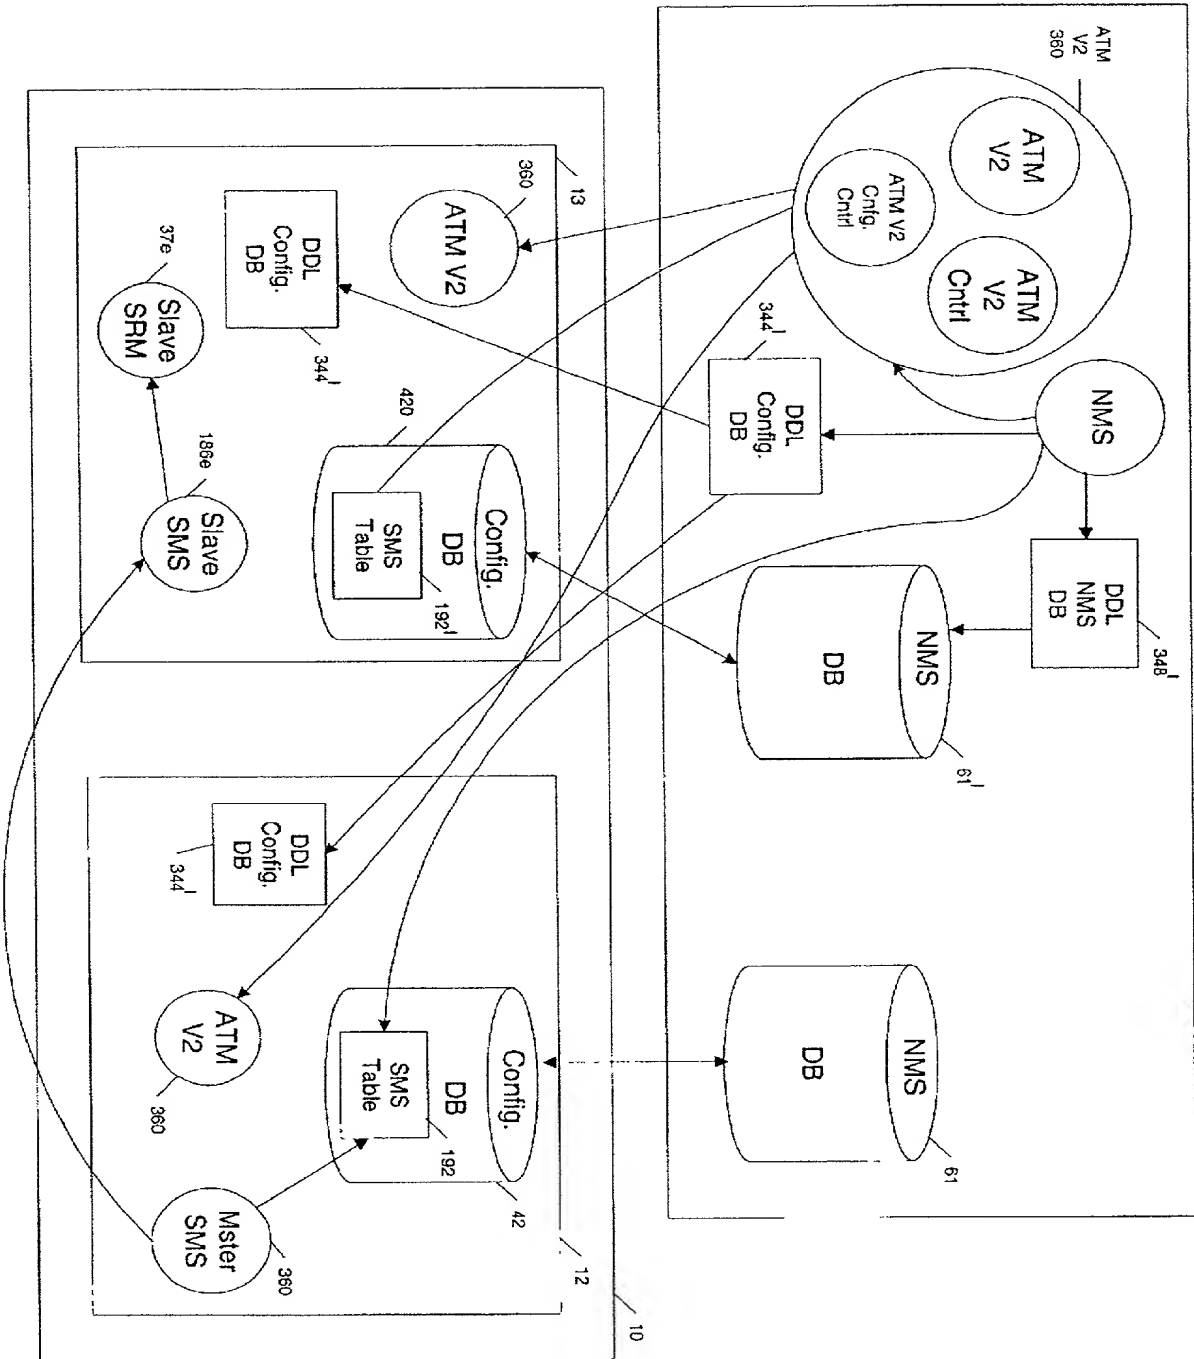 ATM
V2
360
ATM
V2
ATM V2
Cnfg.
Cntrl
ATM
V2
Cntrl
NMS
344'
DDL
Config.
DB
DDL
NMS
DB
348'
NMS
DB
61'
NMS
DB
61
13
360
ATM V2
DDL
Config.
DB
344'
37e
Slave
SRM
186e
Slave
SMS
420
Config.
DB
SMS
Table
192'
DDL
Config.
DB
344'
ATM
V2
360
Config.
DB
SMS
Table
192
42
Mster
SMS
360
12
10